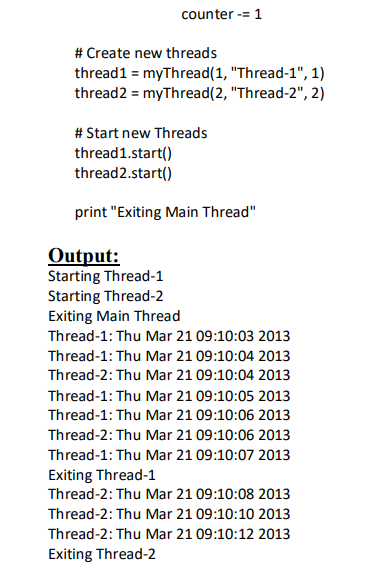 counter -= 1
# Create new threads
thread1 = myThread(1, "Thread-1", 1)
thread2 = myThread(2, "Thread-2", 2)
# Start new Threads
thread1.start()
thread2.start()
print "Exiting Main Thread"
Output:
Starting Thread-1
Starting Thread-2
Exiting Main Thread
Thread-1: Thu Mar 21 09:10:03 2013
Thread-1: Thu Mar 21 09:10:04 2013
Thread-2: Thu Mar 21 09:10:04 2013
Thread-1: Thu Mar 21 09:10:05 2013
Thread-1: Thu Mar 21 09:10:06 2013
Thread-2: Thu Mar 21 09:10:06 2013
Thread-1: Thu Mar 21 09:10:07 2013
Exiting Thread-1
Thread-2: Thu Mar 21 09:10:08 2013
Thread-2: Thu Mar 21 09:10:10 2013
Thread-2: Thu Mar 21 09:10:12 2013
Exiting Thread-2